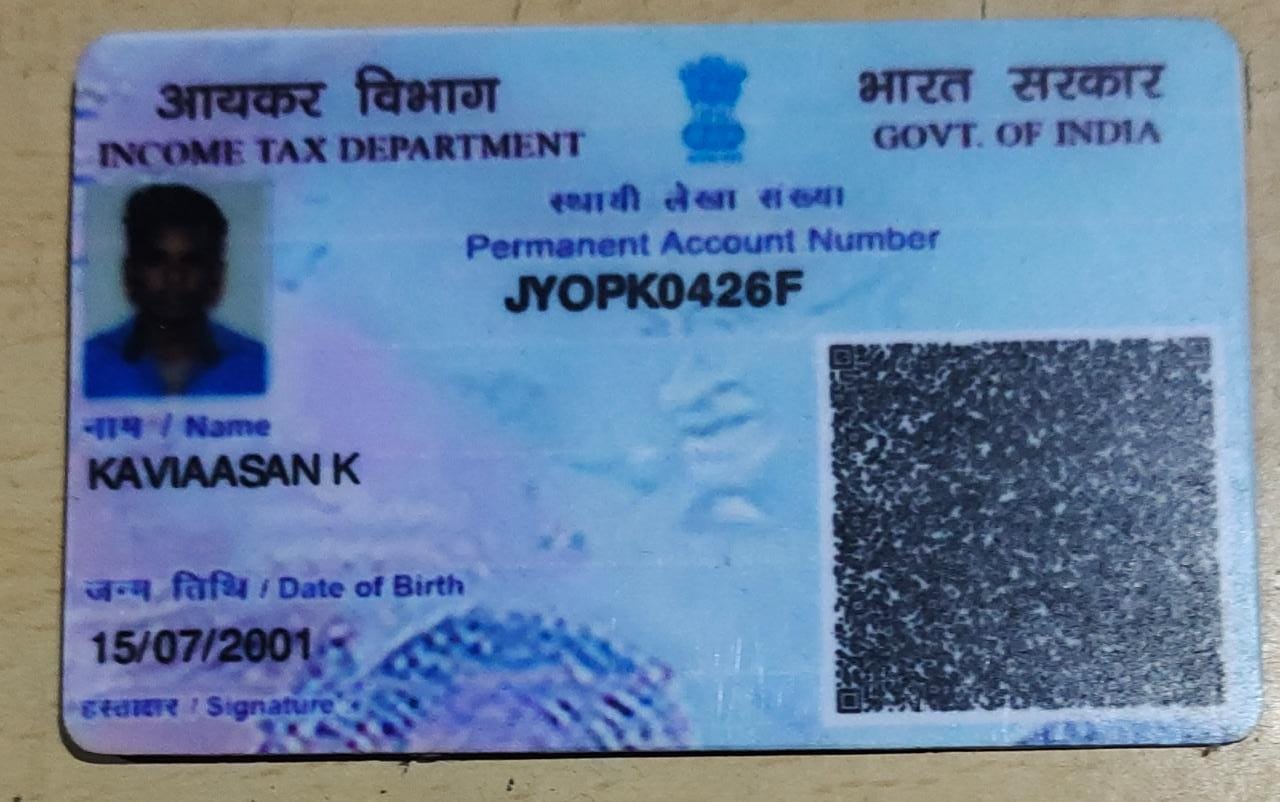 आयकर विभाग
INCOME TAX DEPARTMENT
भारत सरकार
GOVT. OF INDIA
स्थायी लेखा संख्या
Permanent Account Number
JYOPK0426F
नाम / Name
KAVIAASAN K
जन्म तिथि / Date of Birth
15/07/2001
हस्ताक्षर / Signature